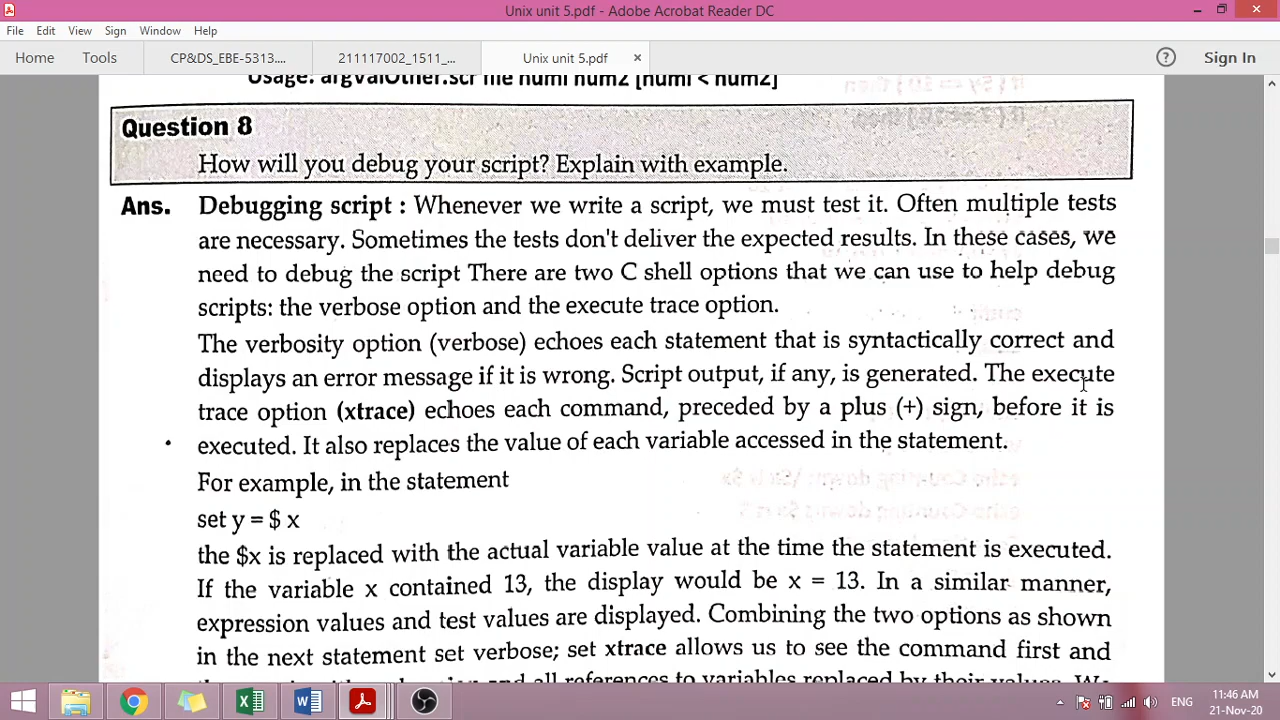 Unix unit 5.pdf - Adobe Acrobat Reader DC
File Edit View Sign Window Help
Home Tools CP&DS_EBE-5313.... 211117002_1511_... Unix unit 5.pdf × Sign In
Usage: argValOther.scr file num1 num2 [num1 < num2]
Question 8
How will you debug your script? Explain with example.
Ans. Debugging script : Whenever we write a script, we must test it. Often multiple tests
are necessary. Sometimes the tests don't deliver the expected results. In these cases, we
need to debug the script There are two C shell options that we can use to help debug
scripts: the verbose option and the execute trace option.
The verbosity option (verbose) echoes each statement that is syntactically correct and
displays an error message if it is wrong. Script output, if any, is generated. The execute
trace option (xtrace) echoes each command, preceded by a plus (+) sign, before it is
executed. It also replaces the value of each variable accessed in the statement.
For example, in the statement
set y = $ x
the $x is replaced with the actual variable value at the time the statement is executed.
If the variable x contained 13, the display would be x = 13. In a similar manner,
expression values and test values are displayed. Combining the two options as shown
in the next statement set verbose; set xtrace allows us to see the command first and
and all references to variables replaced by their values. We
ENG
11:46 AM
21-Nov-20